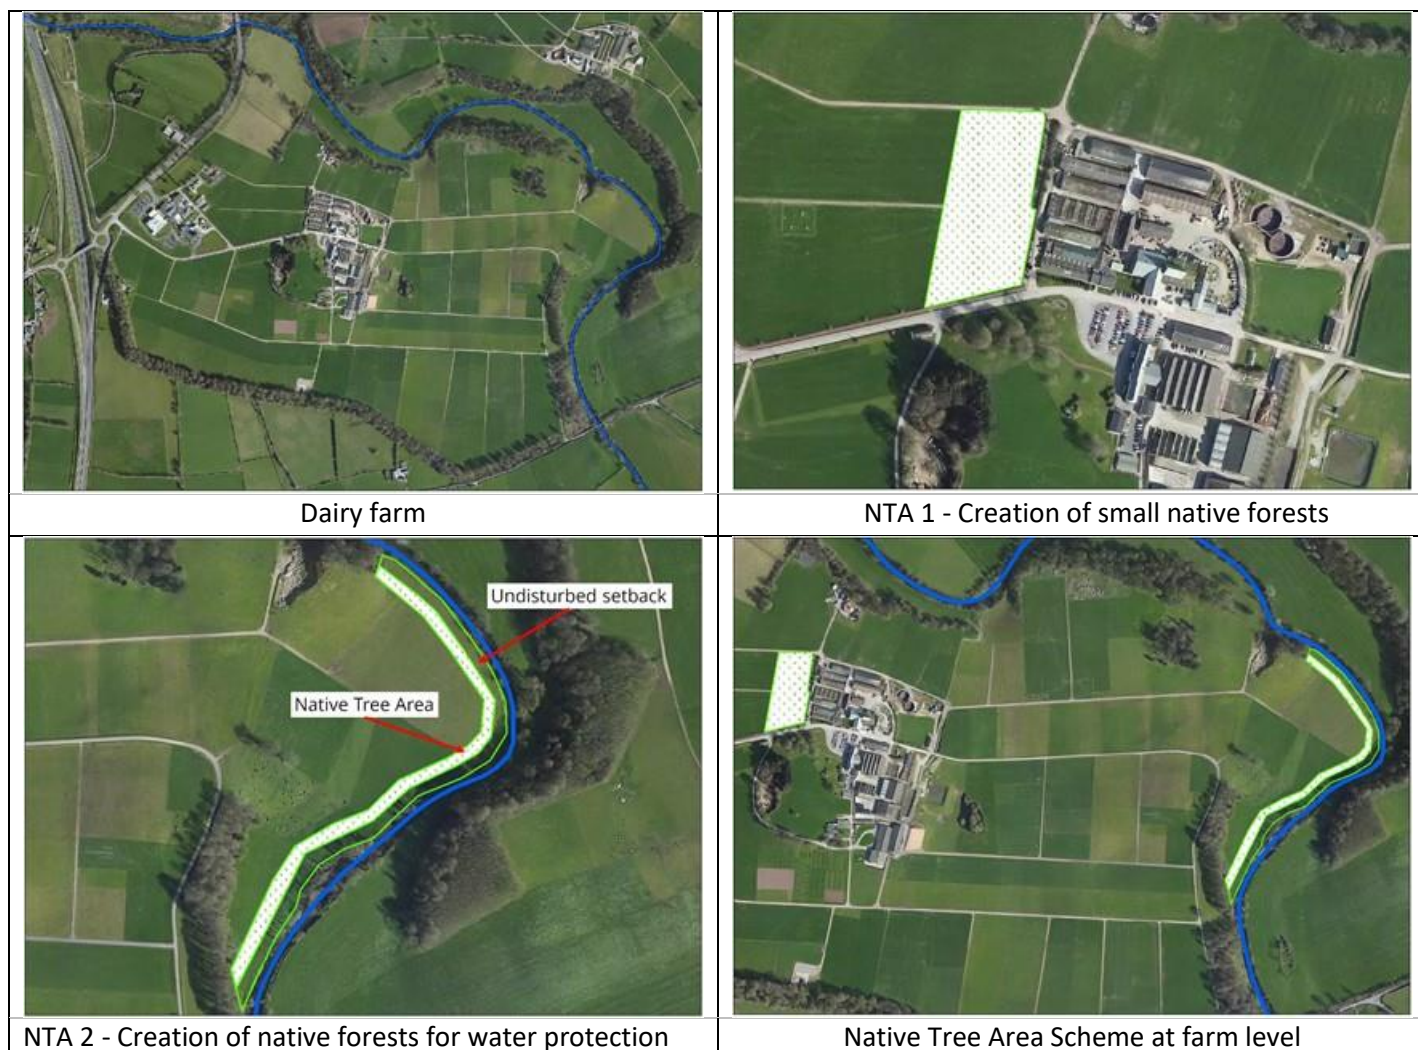 Dairy farm
NTA 1 - Creation of small native forests
Undisturbed setback
Native Tree Area
NTA 2 - Creation of native forests for water protection
Native Tree Area Scheme at farm level